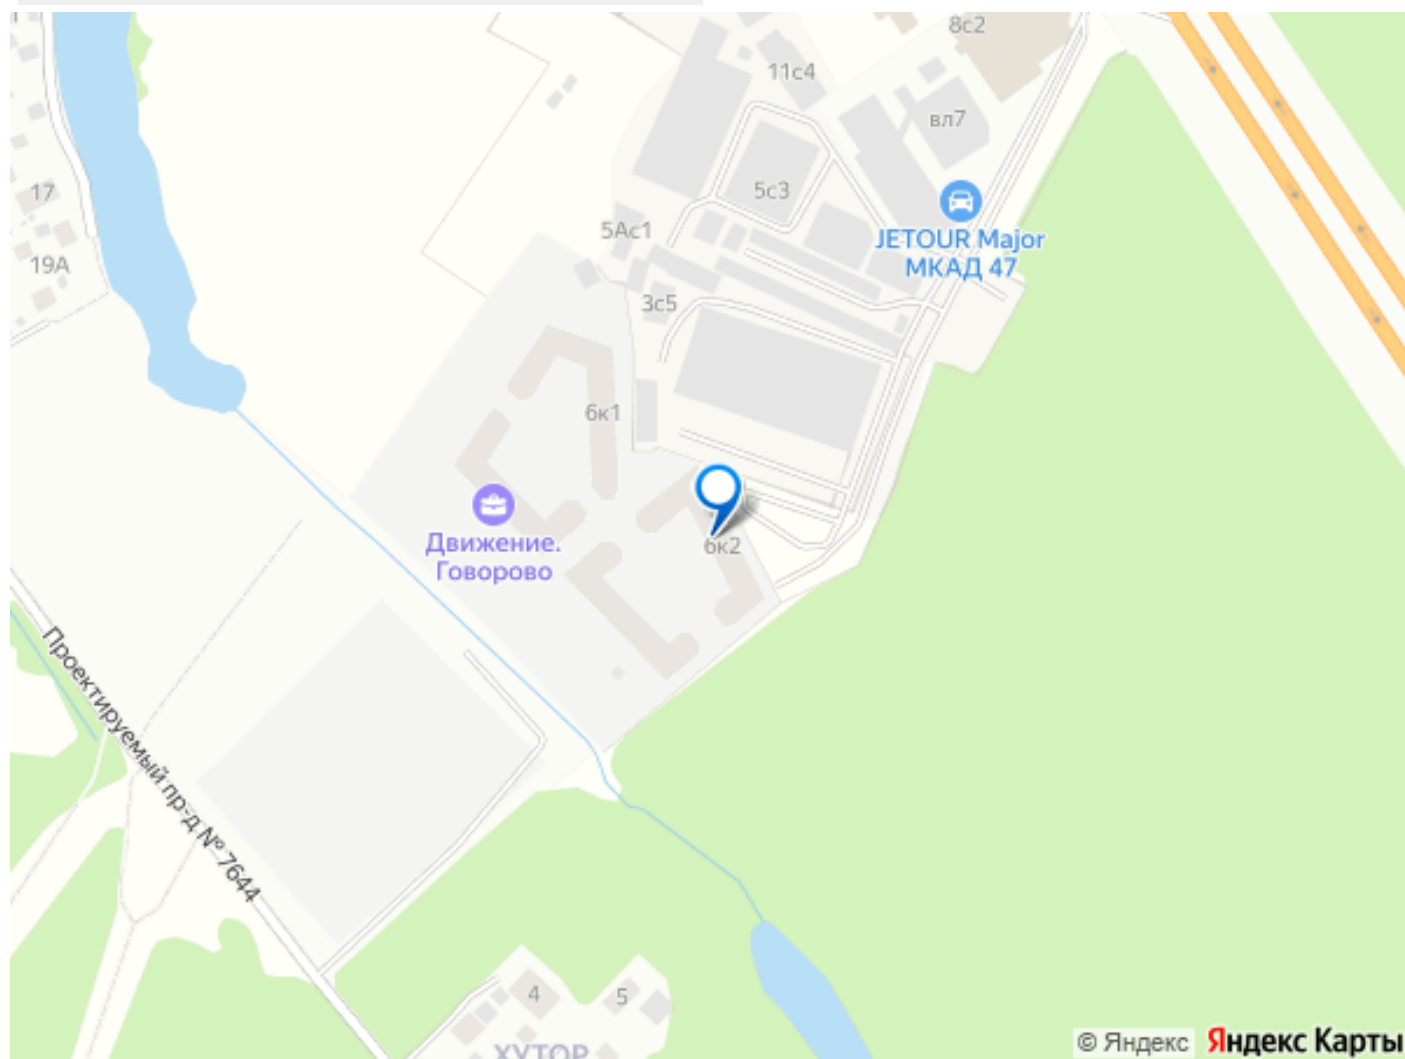 8с2
11с4
вл7
17
5с3
5Ас1
JETOUR Major
МКАД 47
19А
3с5
6к1
Движение.
Говорово
6к2
Проектируемый пр-д № 7644
4
5
ХУТОР
© Яндекс Яндекс Карты